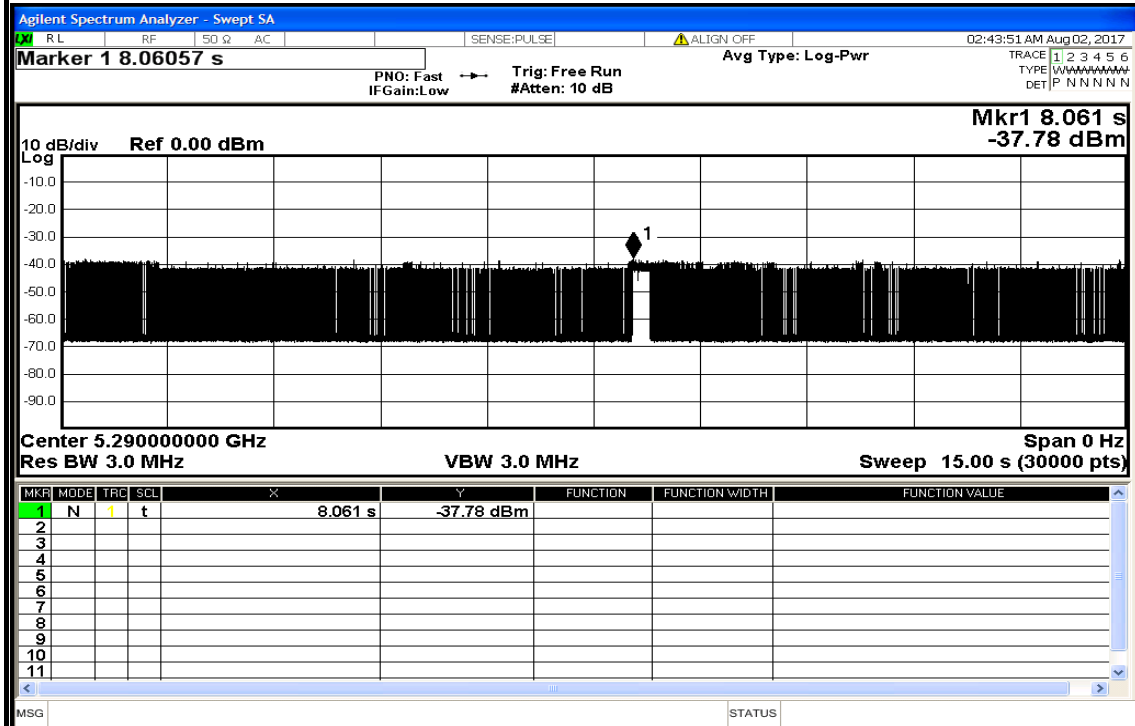 Agilent Spectrum Analyzer - Swept SA
LXI RL RF 50 Ω AC SENSE:PULSE ALIGN OFF 02:43:51 AM Aug 02, 2017
Marker 1 8.06057 s
PNO: Fast
IFGain:Low
Trig: Free Run
#Atten: 10 dB
Avg Type: Log-Pwr
TRACE 1 2 3 4 5 6
TYPE
DET P N N N N N
Mkr1 8.061 s
-37.78 dBm
10 dB/div Ref 0.00 dBm
Log
-10.0
-20.0
-30.0
1
-40.0
-50.0
-60.0
-70.0
-80.0
-90.0
Center 5.290000000 GHz Span 0 Hz
Res BW 3.0 MHz VBW 3.0 MHz Sweep 15.00 s (30000 pts)
MKR MODE TRC SCL X Y FUNCTION FUNCTION WIDTH FUNCTION VALUE
1 N 1 t 8.061 s -37.78 dBm
2
3
4
5
6
7
8
9
10
11
MSG STATUS